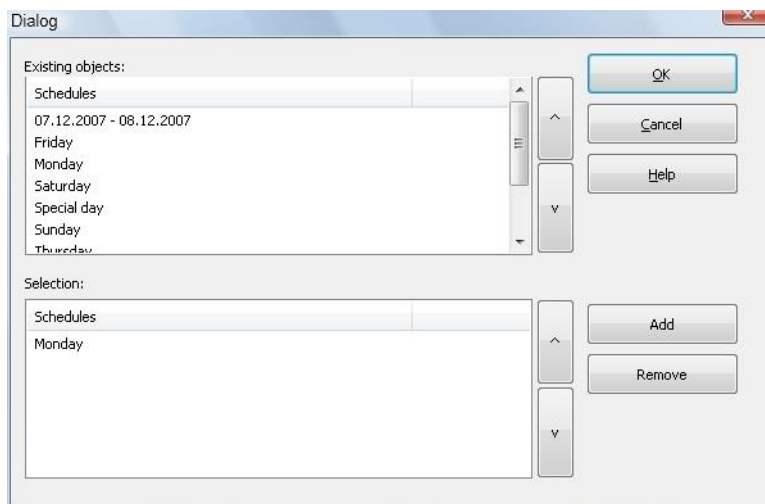 Dialog
Existing objects:
Schedules
07.12.2007 - 08.12.2007
Friday
Monday
Saturday
Special day
Sunday
Thursday
OK
Cancel
Help
Selection:
Schedules
Monday
Add
Remove